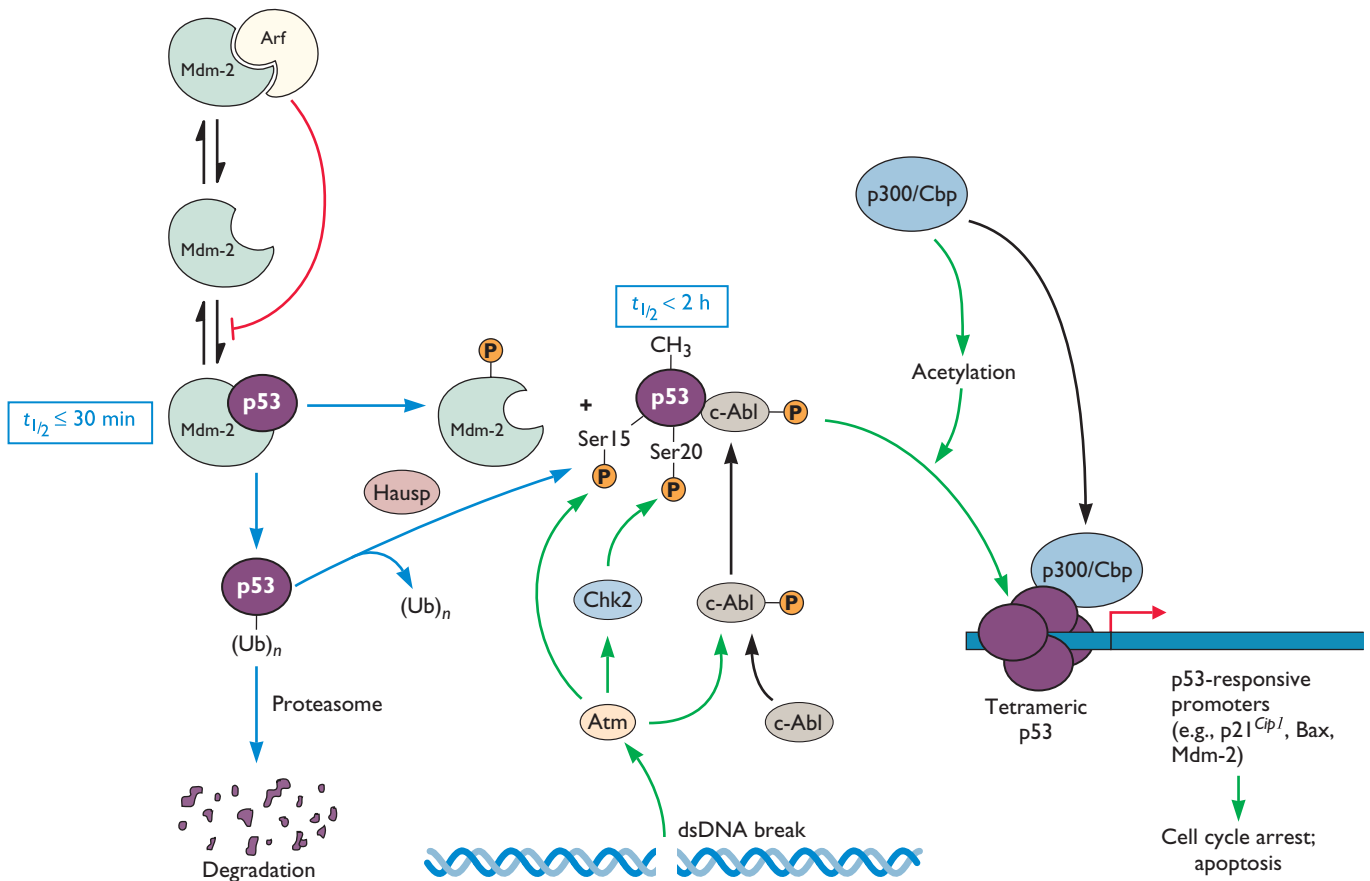 Arf
Mdm-2
Mdm-2
p53
Mdm-2
t1/2 ≤ 30 min
P
Mdm-2
+
t1/2 < 2 h
CH3
p53
c-Abl
P
Ser15
P
Ser20
P
Hausp
p53
(Ub)n
(Ub)n
Proteasome
Degradation
Chk2
c-Abl
P
Atm
c-Abl
dsDNA break
p300/Cbp
Acetylation
p300/Cbp
Tetrameric
p53
p53-responsive
promoters
(e.g., p21Cip1, Bax,
Mdm-2)
Cell cycle arrest;
apoptosis